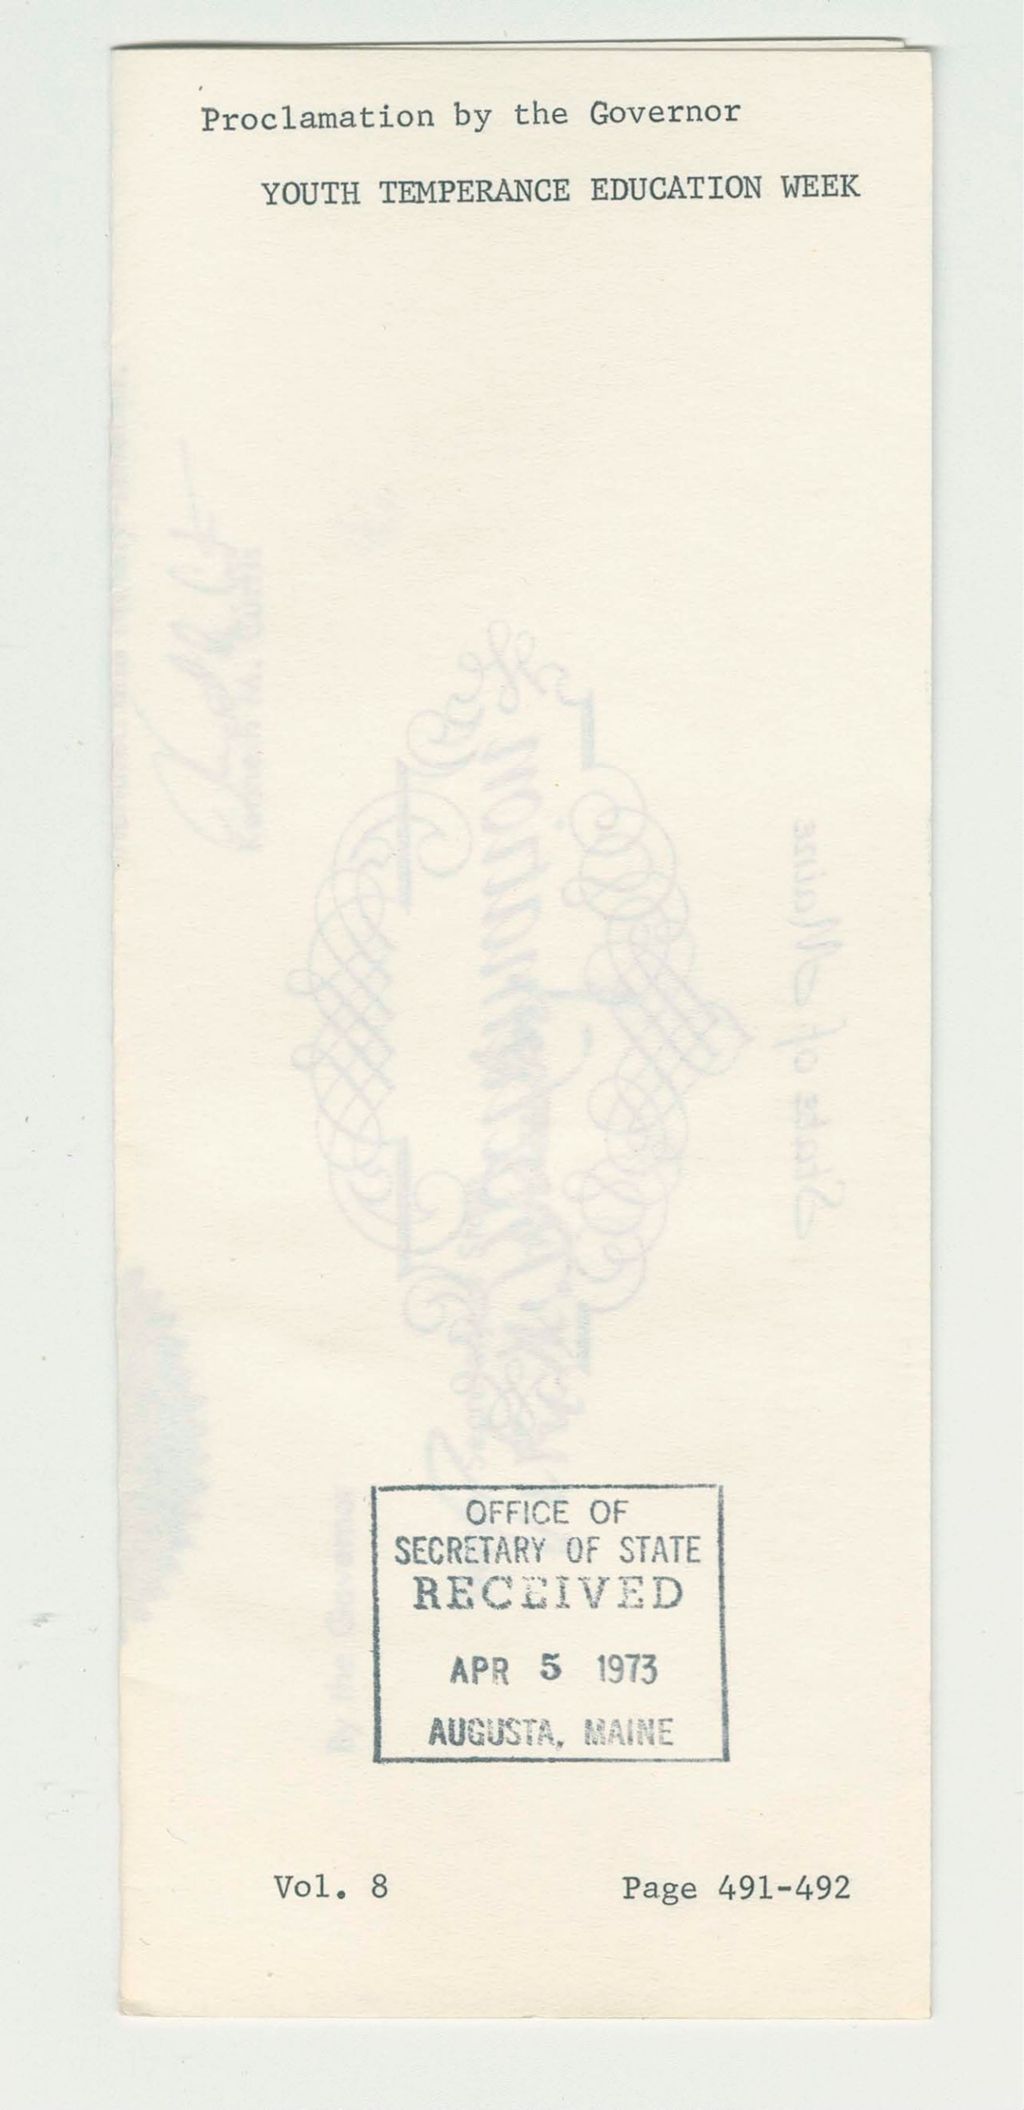 Proclamation by the Governor
YOUTH TEMPERANCE EDUCATION WEEK
OFFICE OF
SECRETARY OF STATE
RECEIVED
APR 5 1973
AUGUSTA, MAINE
Vol. 8 Page 491-492